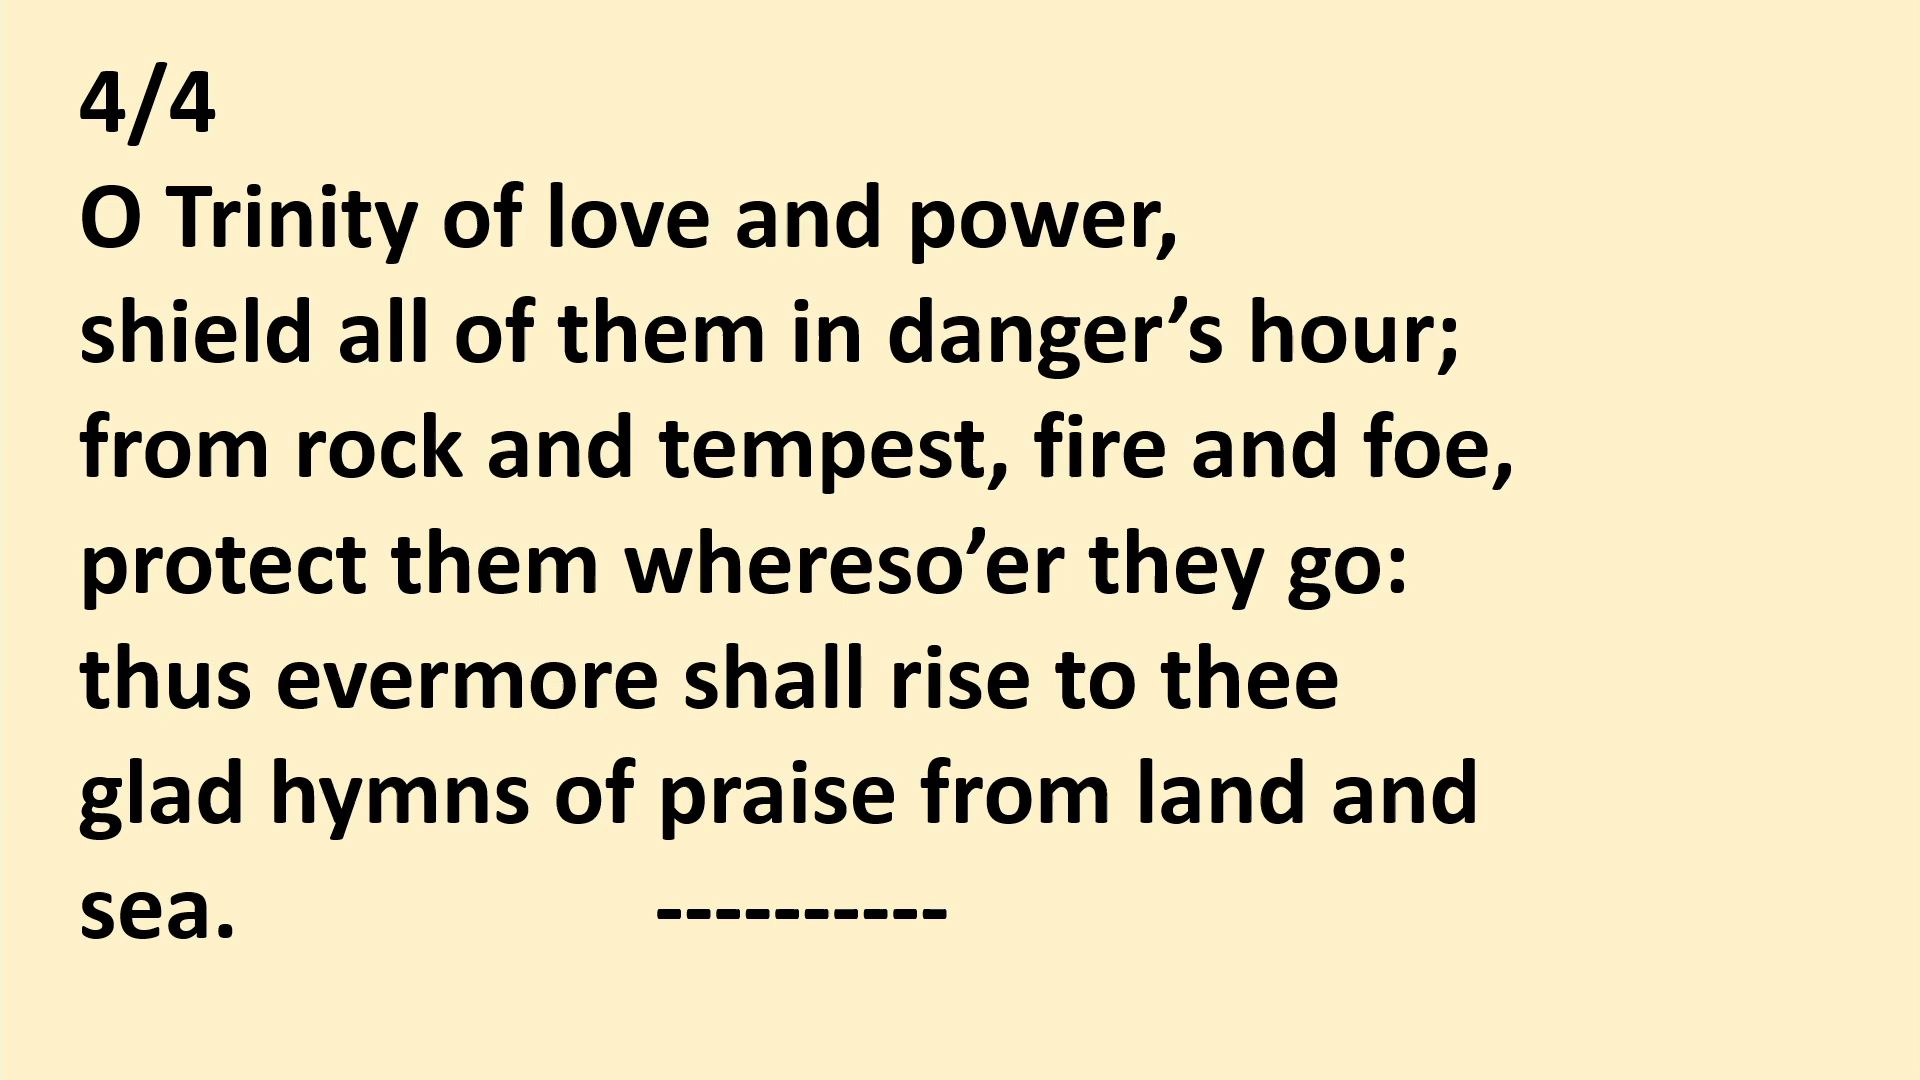 4/4
O Trinity of love and power,
shield all of them in danger’s hour;
from rock and tempest, fire and foe,
protect them whereso’er they go:
thus evermore shall rise to thee
glad hymns of praise from land and
sea. ----------